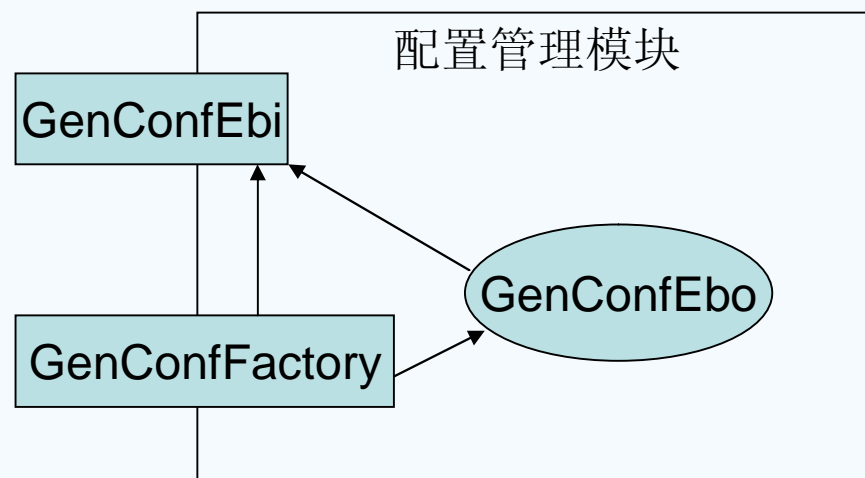 配置管理模块
GenConfEbi
GenConfEbo
GenConfFactory